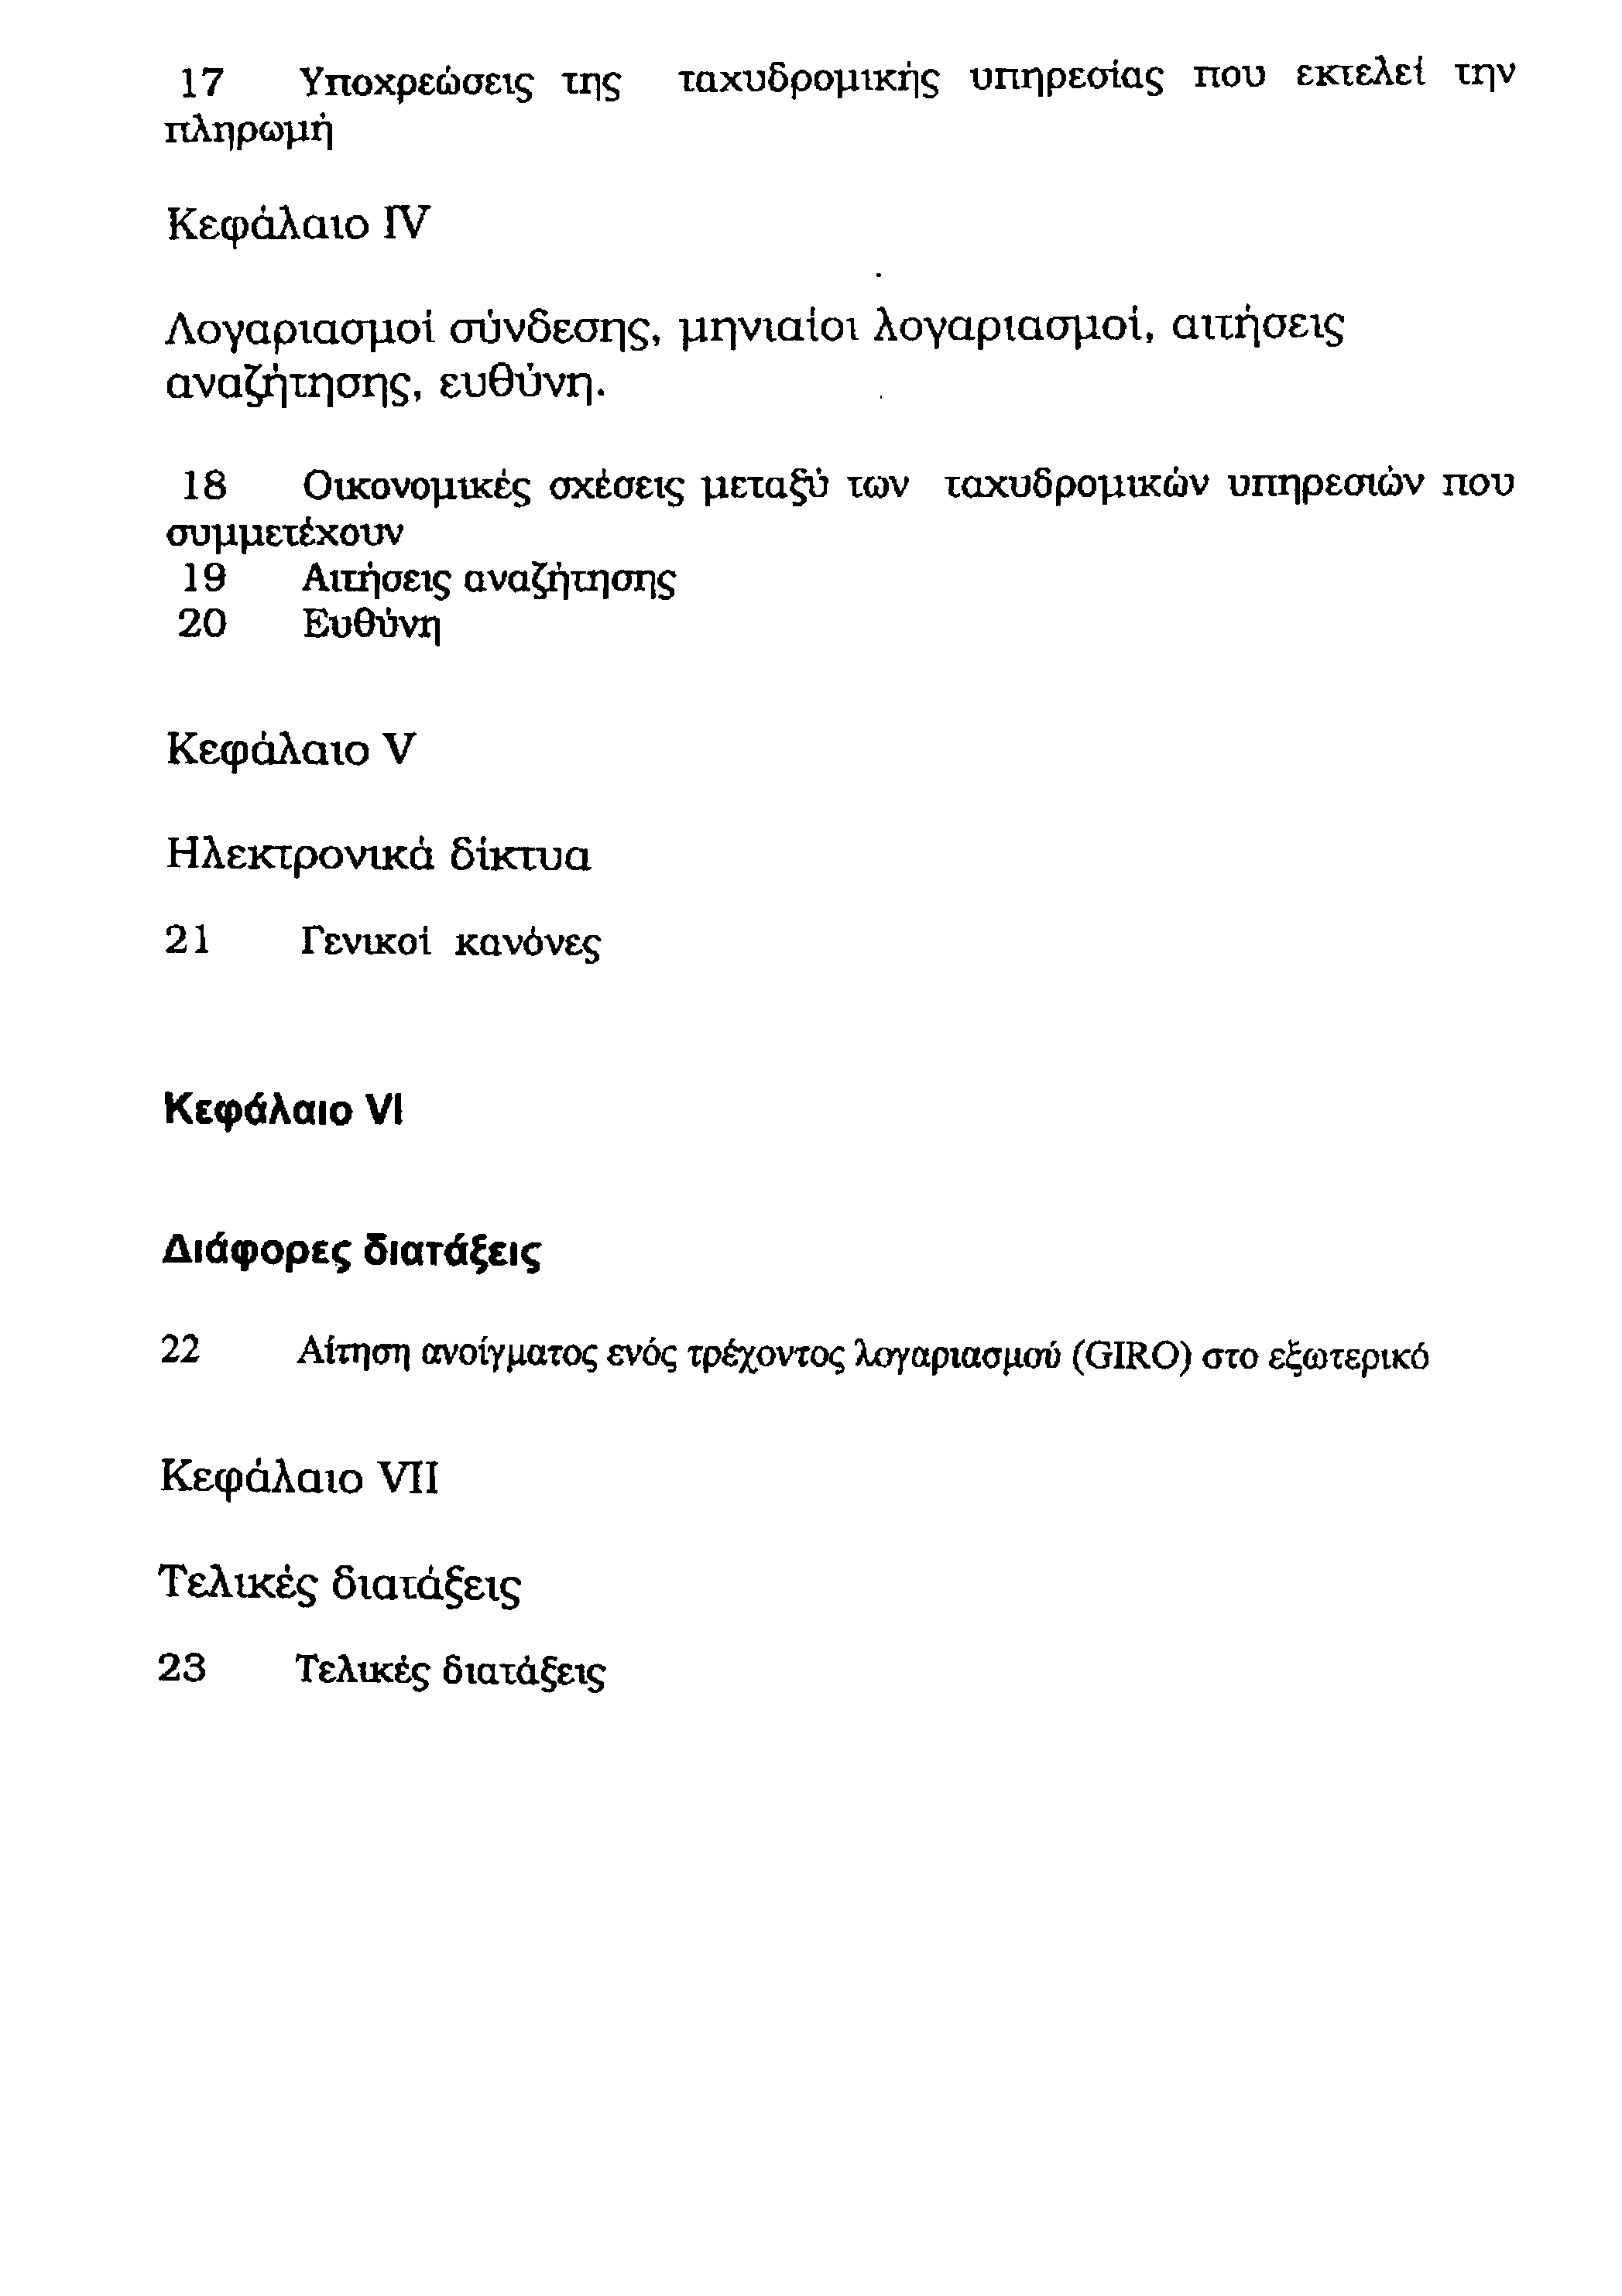 17 Υποχρεώσεις της ταχυδρομικής υπηρεσίας που εκτελεί την
πληρωμή
Κεφάλαιο IV
Λογαριασμοί σύνδεσης, μηνιαίοι λογαριασμοί, αιτήσεις
αναζήτησης, ευθύνη.
18 Οικονομικές σχέσεις μεταξύ των ταχυδρομικών υπηρεσιών που
συμμετέχουν
19 Αιτήσεις αναζήτησης
20 Ευθύνη
Κεφάλαιο V
Ηλεκτρονικά δίκτυα
21 Γενικοί κανόνες
Κεφάλαιο VI
Διάφορες διατάξεις
22 Αίτηση ανοίγματος ενός τρέχοντος λογαριασμού (GIRO) στο εξωτερικό
Κεφάλαιο VII
Τελικές διατάξεις
23 Τελικές διατάξεις